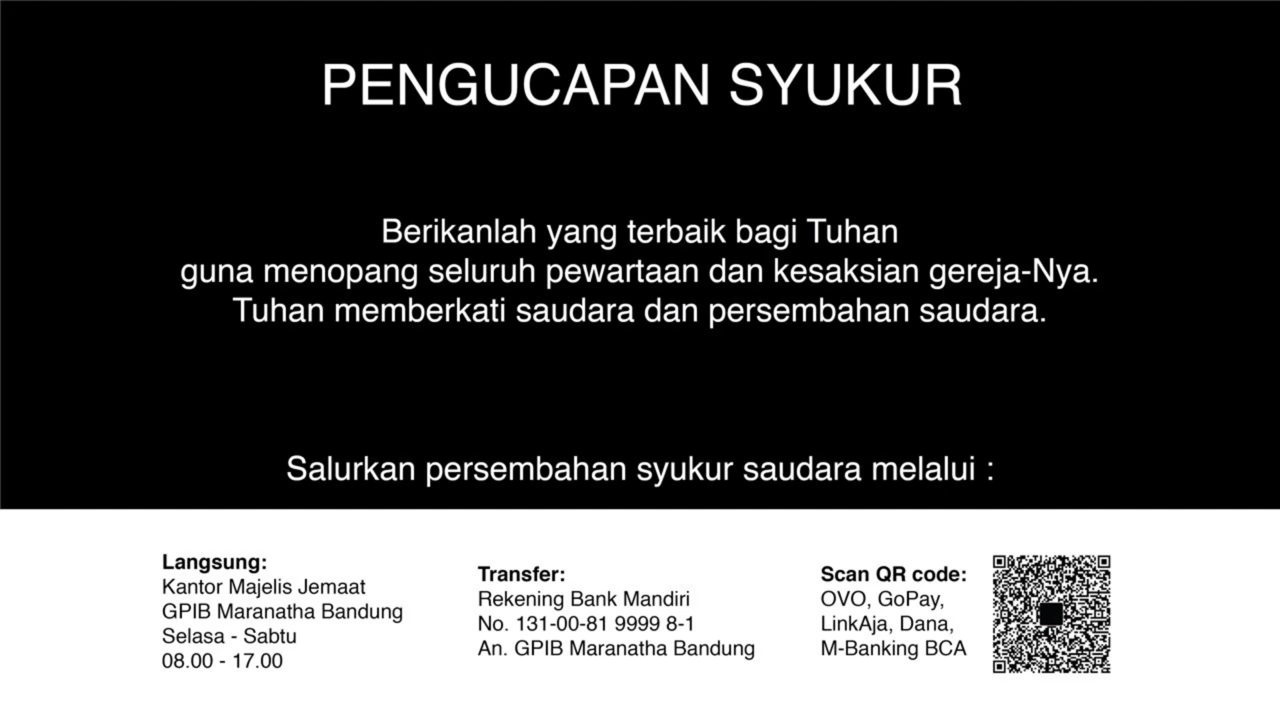 PENGUCAPAN SYUKUR
Berikanlah yang terbaik bagi Tuhan
guna menopang seluruh pewartaan dan kesaksian gereja-Nya.
Tuhan memberkati saudara dan persembahan saudara.
Salurkan persembahan syukur saudara melalui :
Langsung:
Kantor Majelis Jemaat
GPIB Maranatha Bandung
Selasa - Sabtu
08.00 - 17.00
Transfer:
Rekening Bank Mandiri
No. 131-00-81 9999 8-1
An. GPIB Maranatha Bandung
Scan QR code:
OVO, GoPay,
LinkAja, Dana,
M-Banking BCA